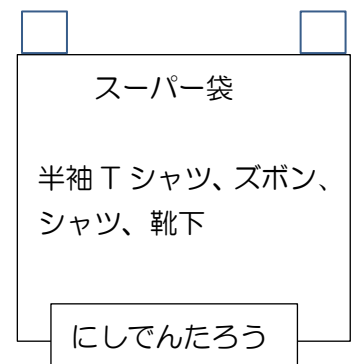 スーパー袋
半袖Tシャツ、ズボン、
シャツ、靴下
にしでんたろう